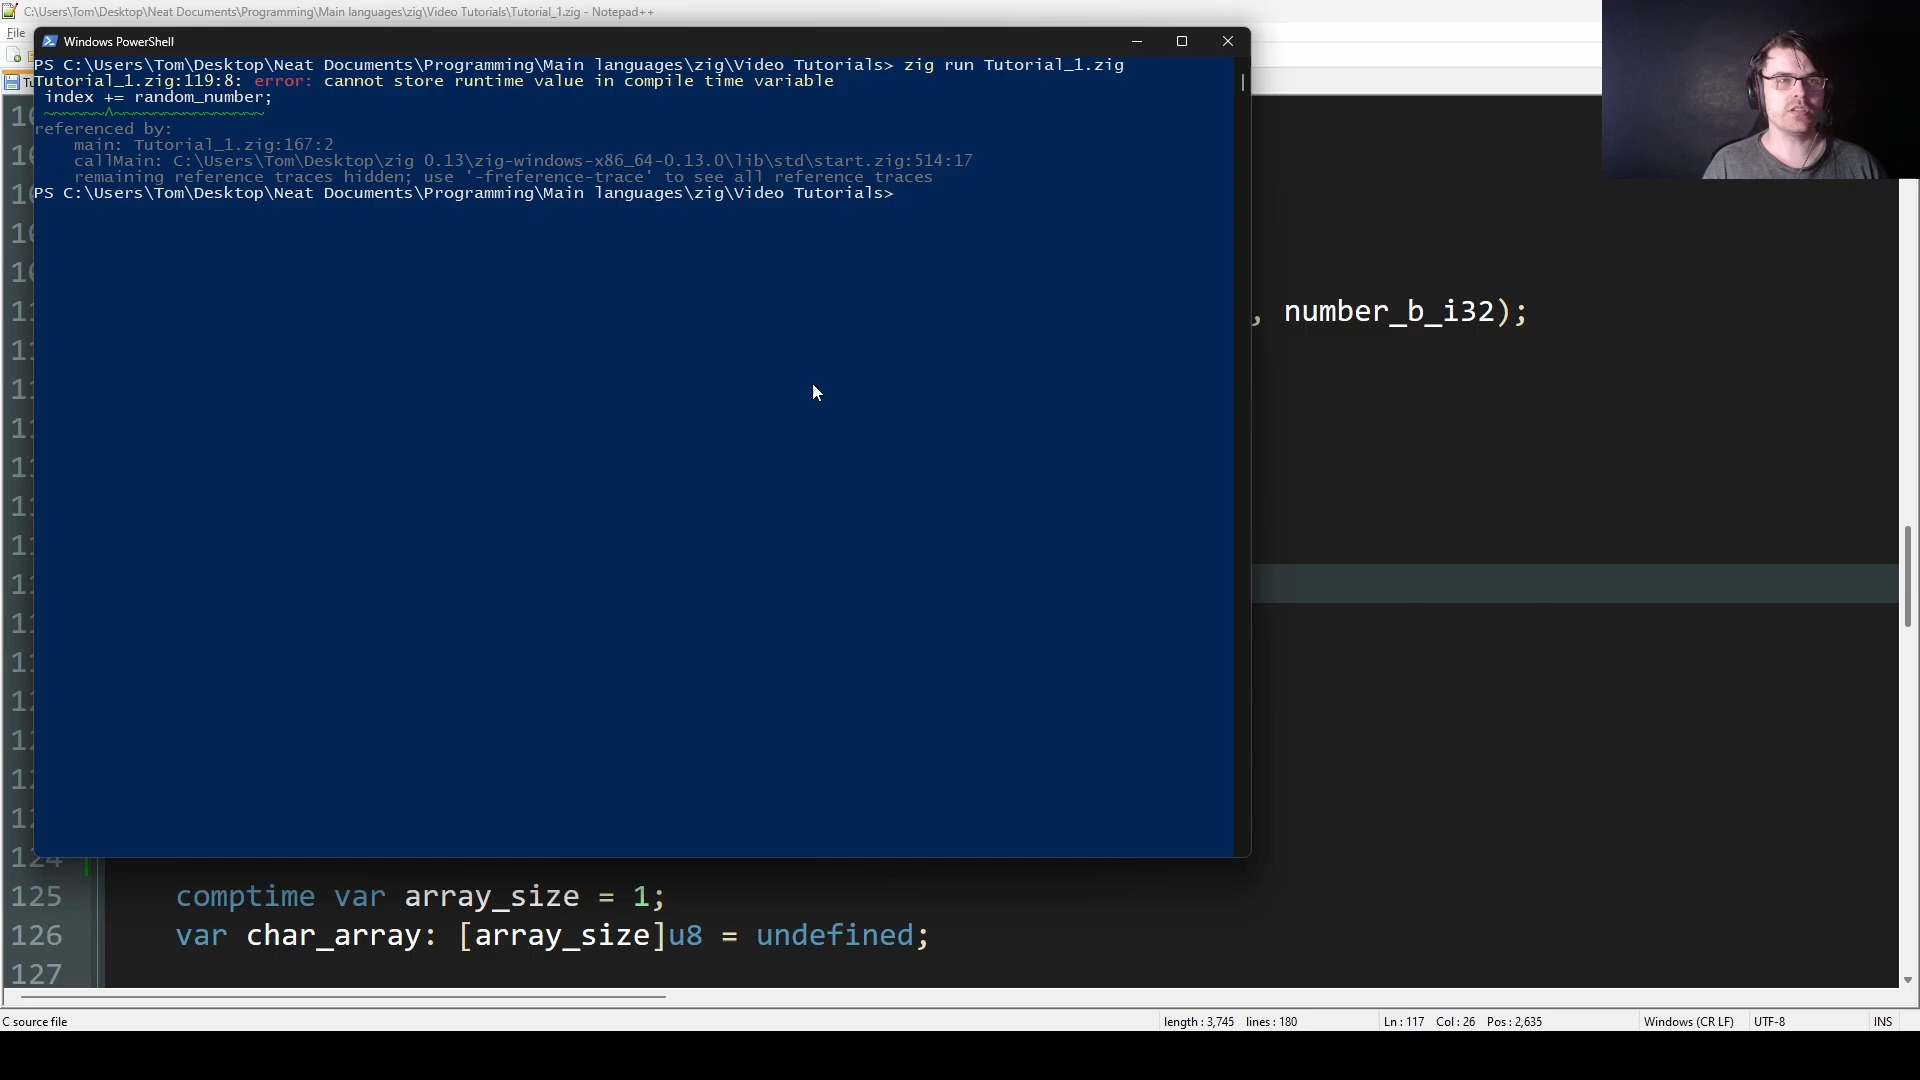 C:\Users\Tom\Desktop\Neat Documents\Programming\Main languages\zig\Video Tutorials\Tutorial_1.zig - Notepad++
File
Windows PowerShell
PS C:\Users\Tom\Desktop\Neat Documents\Programming\Main languages\zig\Video Tutorials> zig run Tutorial_1.zig
Tutorial_1.zig:119:8: error: cannot store runtime value in compile time variable
index += random_number;
~~~~~~^~~~~~~~~~~~~~~~
referenced by:
main: Tutorial_1.zig:167:2
callMain: C:\Users\Tom\Desktop\zig 0.13\zig-windows-x86_64-0.13.0\lib\std\start.zig:514:17
remaining reference traces hidden; use '-freference-trace' to see all reference traces
PS C:\Users\Tom\Desktop\Neat Documents\Programming\Main languages\zig\Video Tutorials>
, number_b_i32);
125 comptime var array_size = 1;
126 var char_array: [array_size]u8 = undefined;
127
C source file length : 3,745 lines : 180 Ln : 117 Col : 26 Pos : 2,635 Windows (CR LF) UTF-8 INS